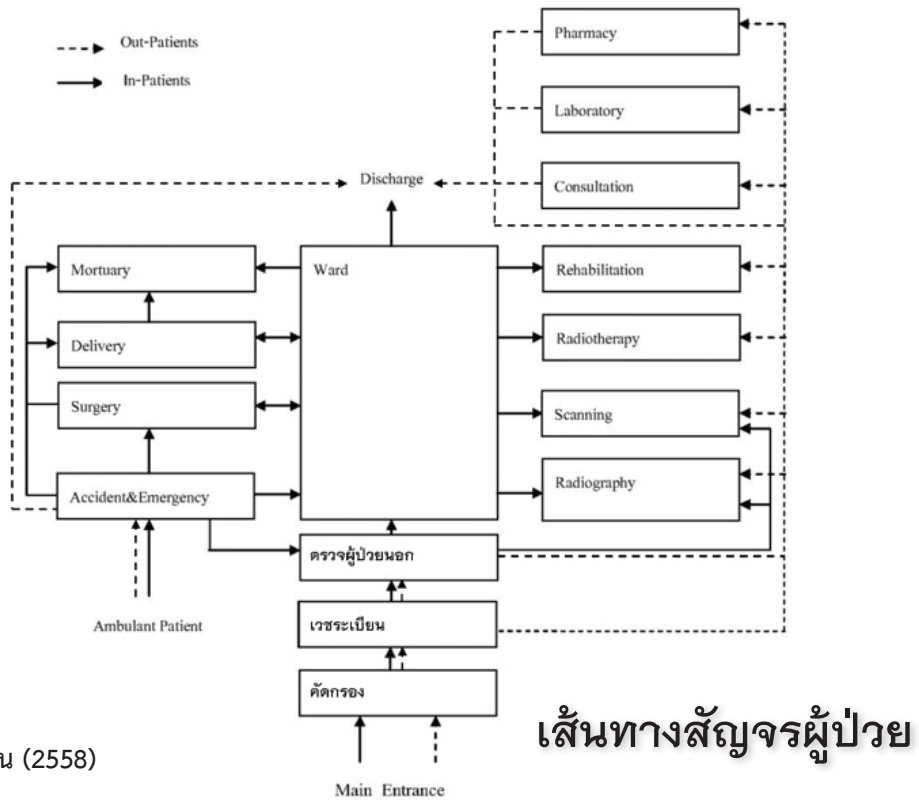 Out-Patients
In-Patients
Pharmacy
Laboratory
Consultation
Discharge
Mortuary
Ward
Rehabilitation
Delivery
Radiotherapy
Surgery
Scanning
Accident&Emergency
Radiography
ตรวจผู้ป่วยนอก
Ambulant Patient
เวชระเบียน
คัดกรอง
เส้นทางสัญจรผู้ป่วย
น (2558)
Main Entrance